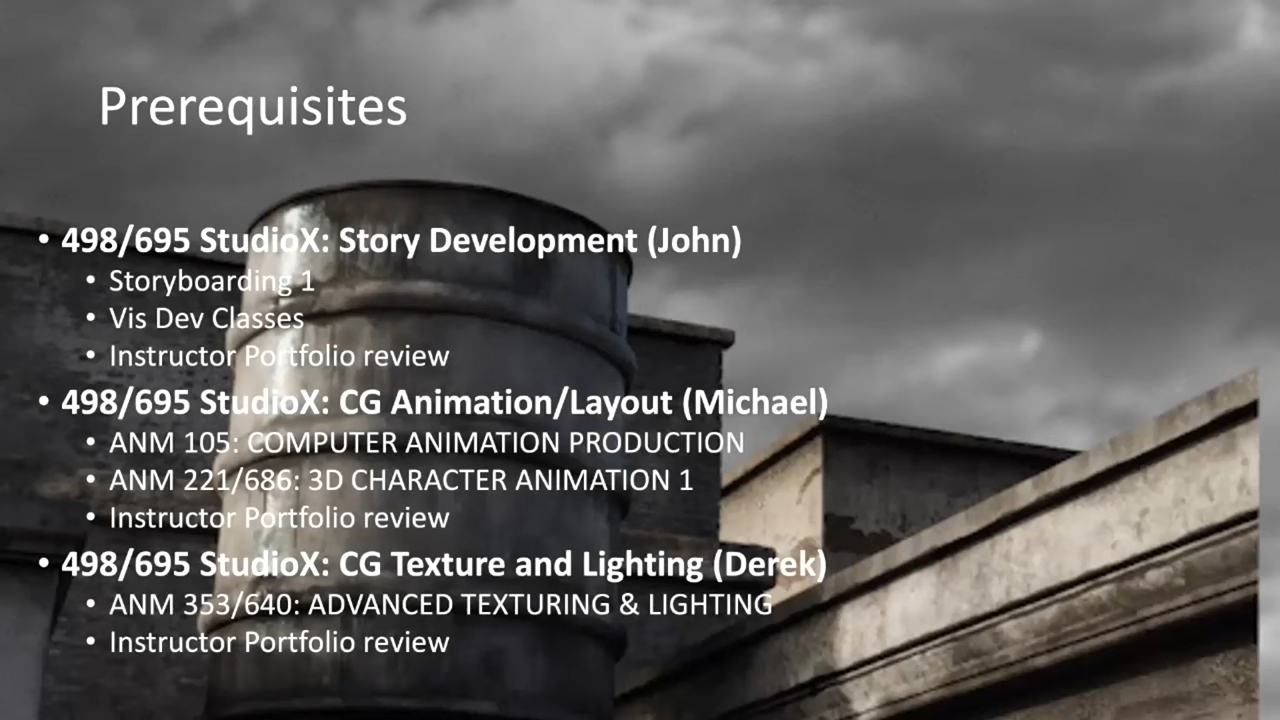 Prerequisites
• 498/695 StudioX: Story Development (John)
• Storyboarding 1
• Vis Dev Classes
• Instructor Portfolio review
• 498/695 StudioX: CG Animation/Layout (Michael)
• ANM 105: COMPUTER ANIMATION PRODUCTION
• ANM 221/686: 3D CHARACTER ANIMATION 1
• Instructor Portfolio review
• 498/695 StudioX: CG Texture and Lighting (Derek)
• ANM 353/640: ADVANCED TEXTURING & LIGHTING
• Instructor Portfolio review